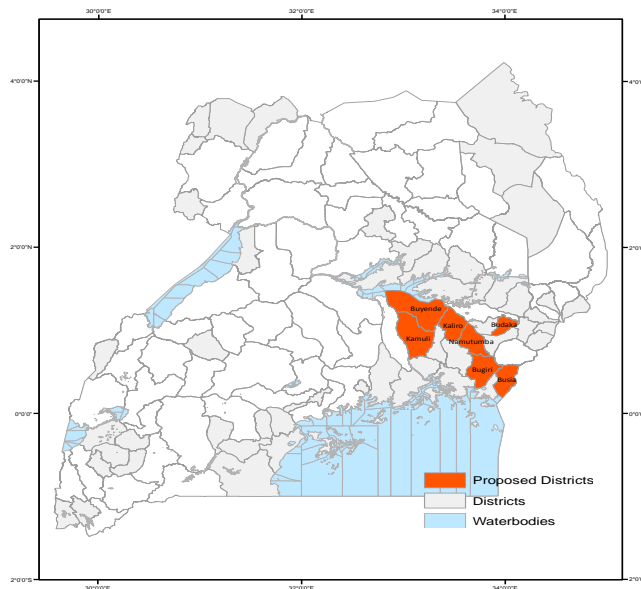 30°0'0"E 32°0'0"E 34°0'0"E
4°0'0"N 4°0'0"N
2°0'0"N 2°0'0"N
Buyende
Kaliro
Budaka
Kamuli
Namutumba
Bugiri
Busia
0°0'0" 0°0'0"
Proposed Districts
Districts
Waterbodies
2°0'0"S 2°0'0"S
30°0'0"E 32°0'0"E 34°0'0"E